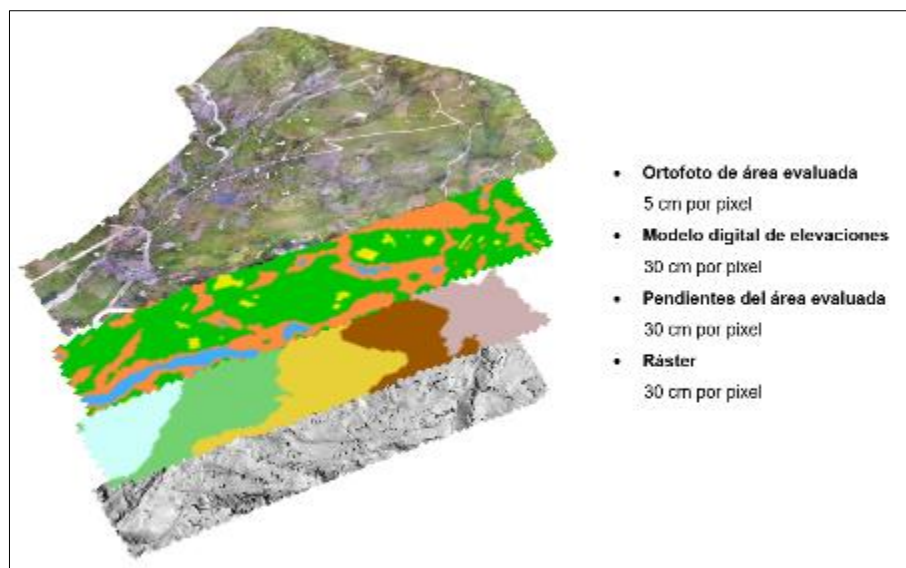 • Ortofoto de área evaluada
5 cm por pixel
• Modelo digital de elevaciones
30 cm por pixel
• Pendientes del área evaluada
30 cm por pixel
• Ráster
30 cm por pixel